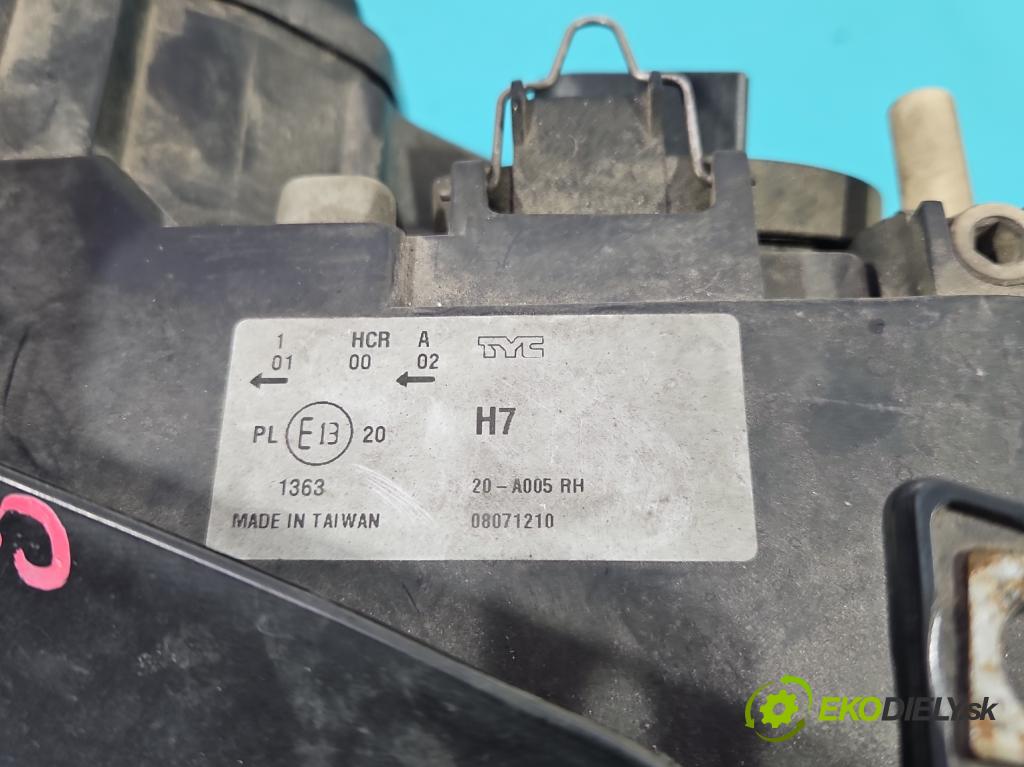 1 HCR A TYC
01 00 02
PL E13 20 H7
1363 20 - A005 RH
MADE IN TAIWAN 08071210
EKODIELY.sk